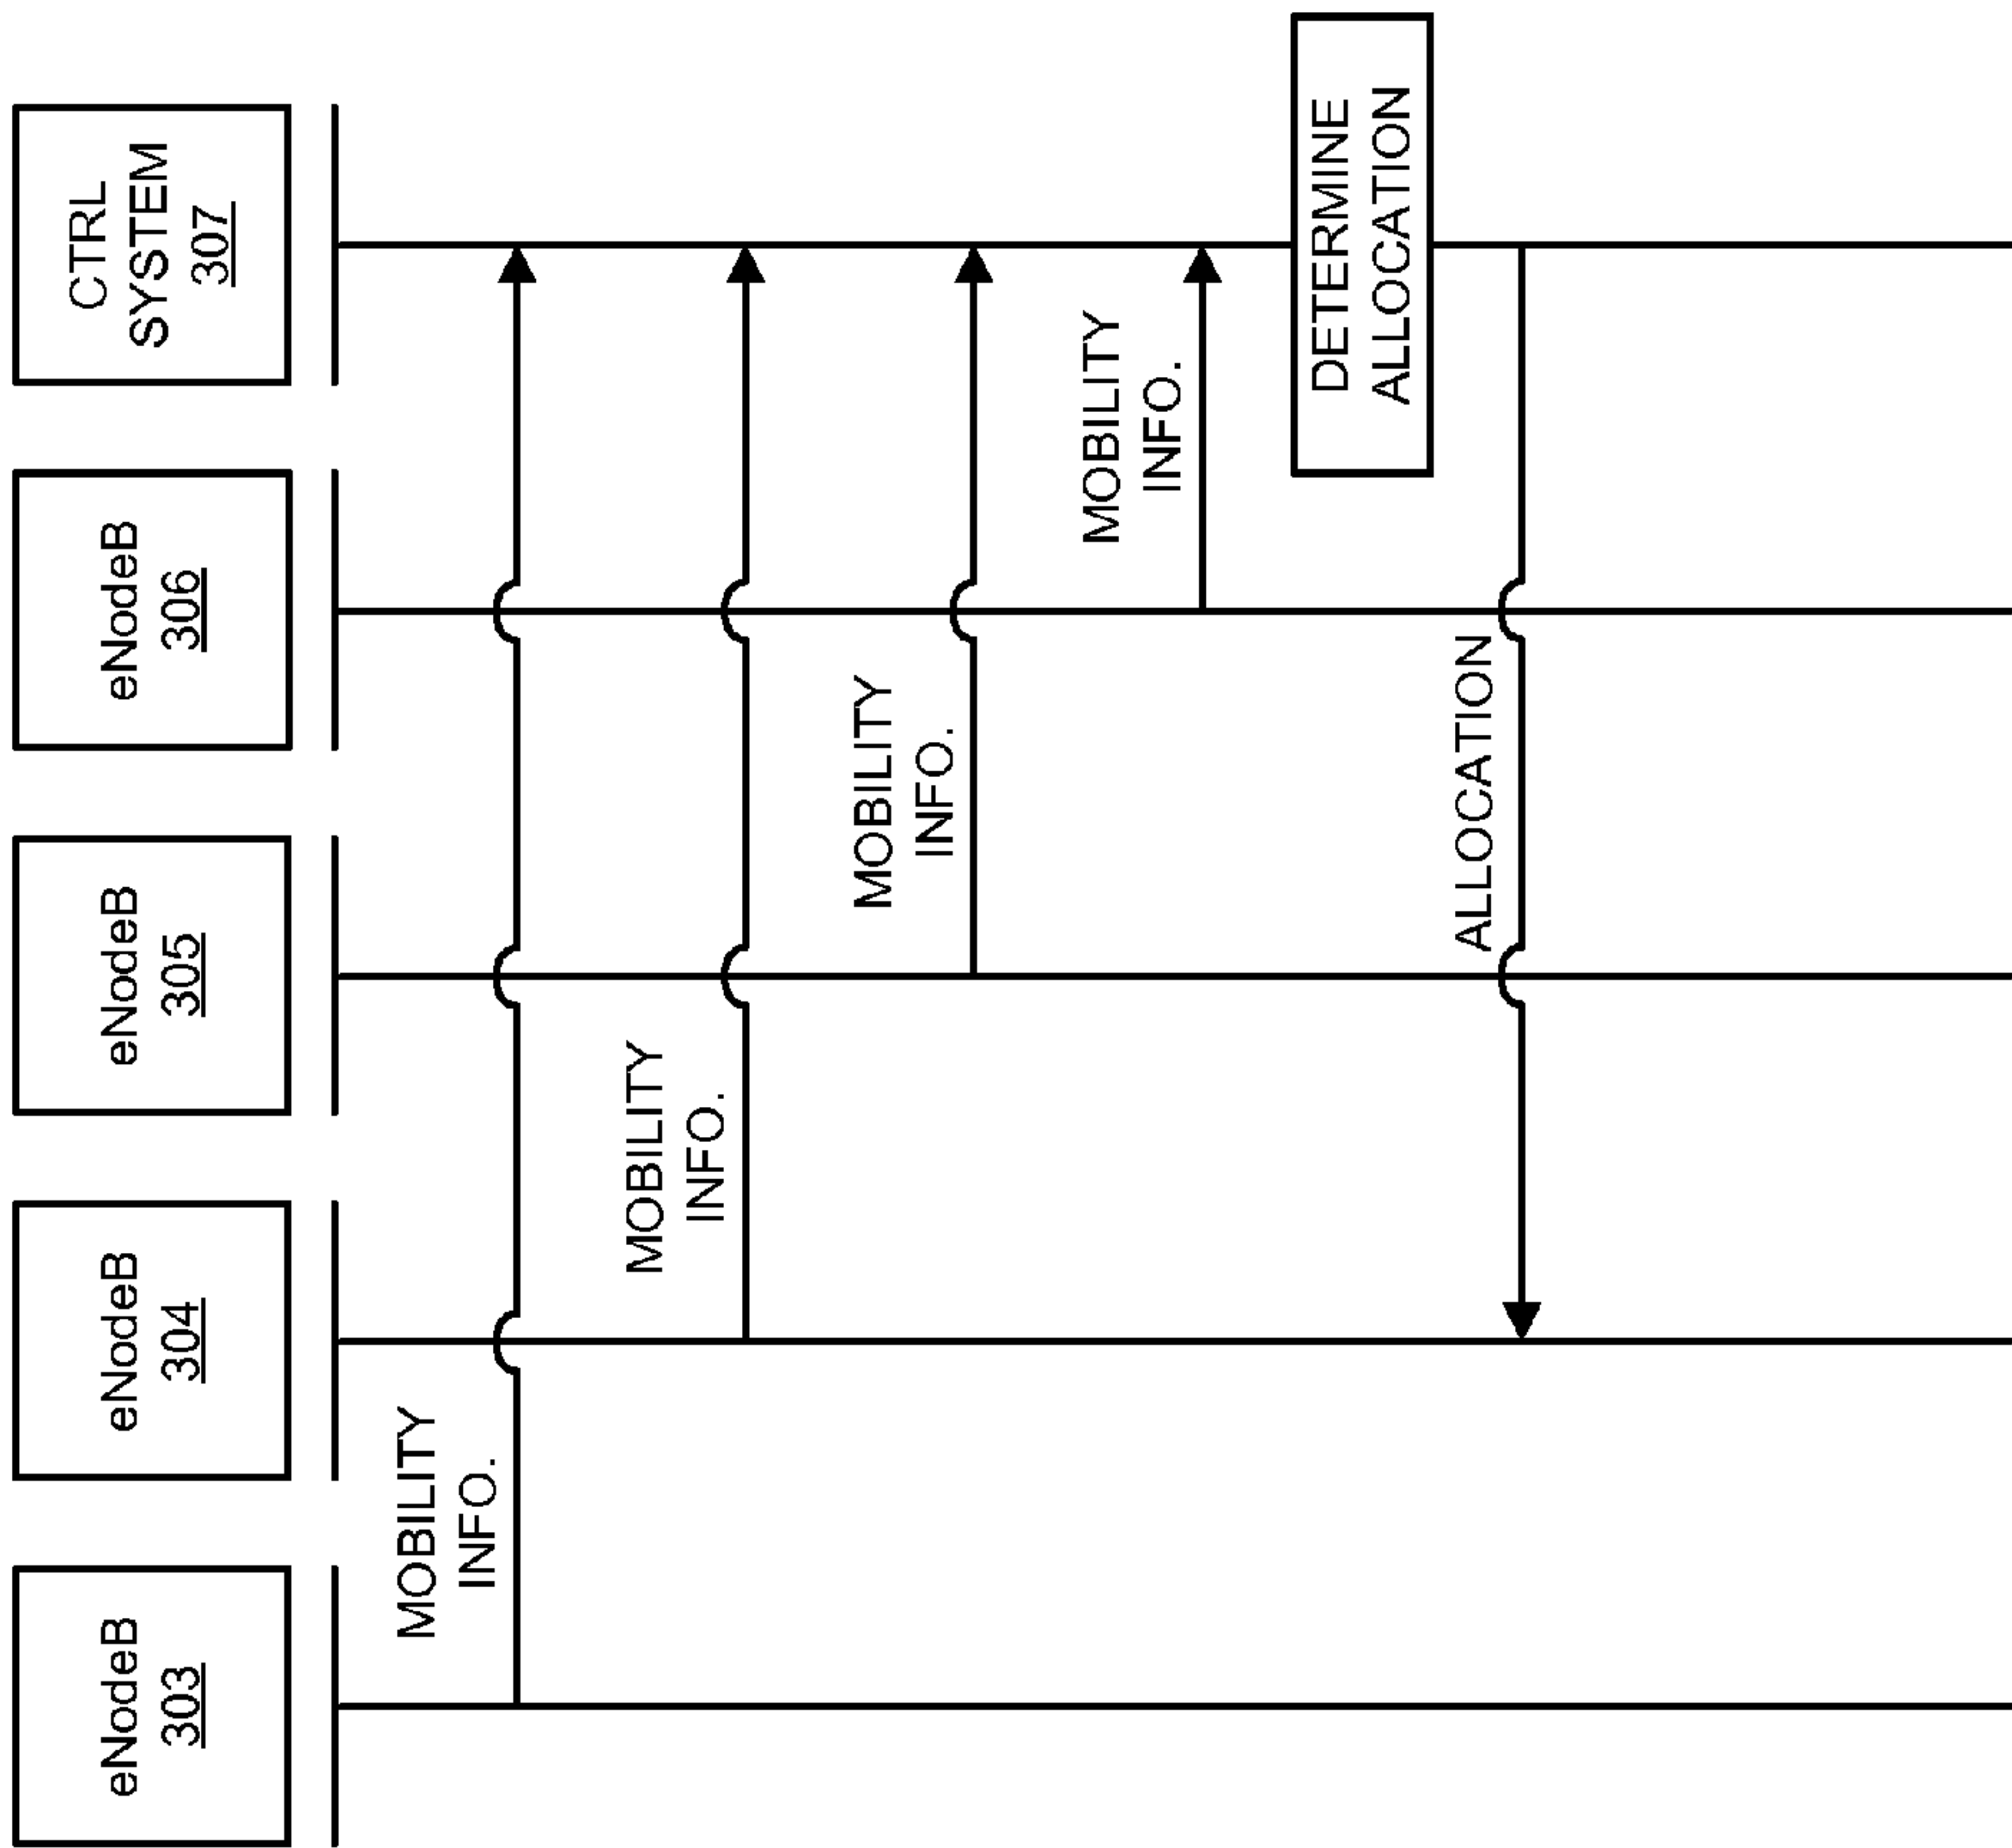 eNodeB
303
eNodeB
304
eNodeB
305
eNodeB
306
CTRL
SYSTEM
307
MOBILITY
INFO.
MOBILITY
INFO.
MOBILITY
INFO.
MOBILITY
INFO.
DETERMINE
ALLOCATION
ALLOCATION